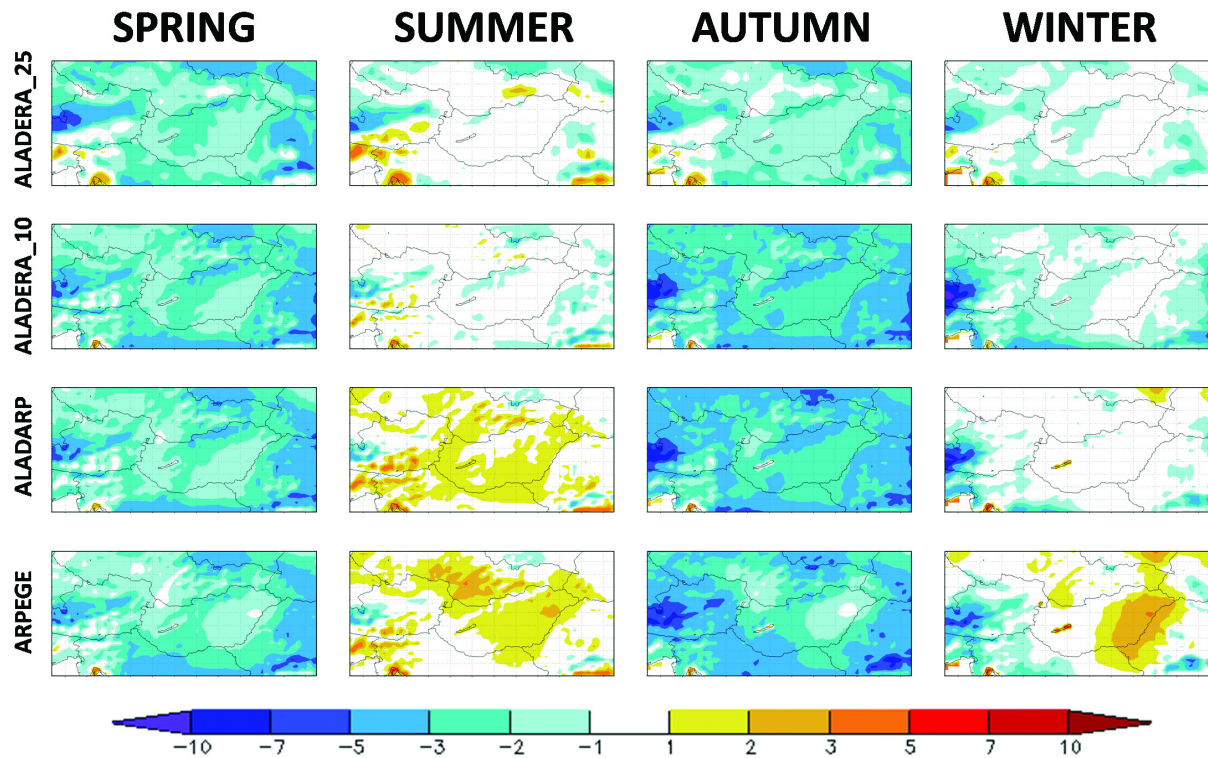 SPRING SUMMER AUTUMN WINTER
ALADERA_25
ALADERA_10
ALADARP
ARPEGE
-10 -7 -5 -3 -2 -1 1 2 3 5 7 10